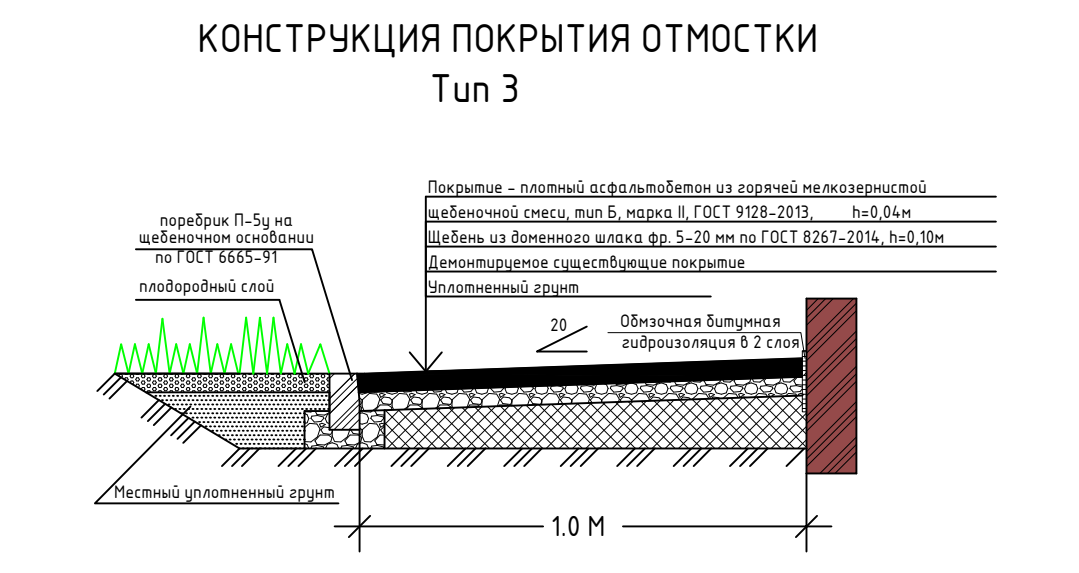 КОНСТРУКЦИЯ ПОКРЫТИЯ ОТМОСТКИ
Тип 3
Покрытие - плотный асфальтобетон из горячей мелкозернистой
щебеночной смеси, тип Б, марка II, ГОСТ 9128-2013, h=0,04м
Щебень из доменного шлака фр. 5-20 мм по ГОСТ 8267-2014, h=0,10м
Демонтируемое существующие покрытие
Уплотненный грунт
поребрик П-5у на
щебеночном основании
по ГОСТ 6665-91
плодородный слой
20
Обмзочная битумная
гидроизоляция в 2 слоя
Местный уплотненный грунт
1.0 М